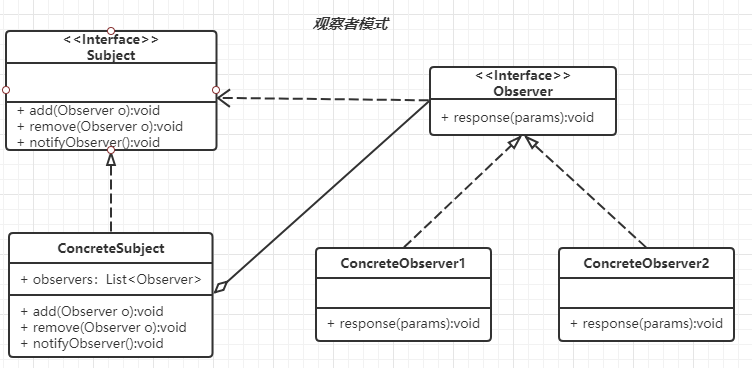 观察者模式
<<Interface>>
Subject
+ add(Observer o):void
+ remove(Observer o):void
+ notifyObserver():void
<<Interface>>
Observer
+ response(params):void
ConcreteSubject
+ observers：List<Observer>
+ add(Observer o):void
+ remove(Observer o):void
+ notifyObserver():void
ConcreteObserver1
+ response(params):void
ConcreteObserver2
+ response(params):void